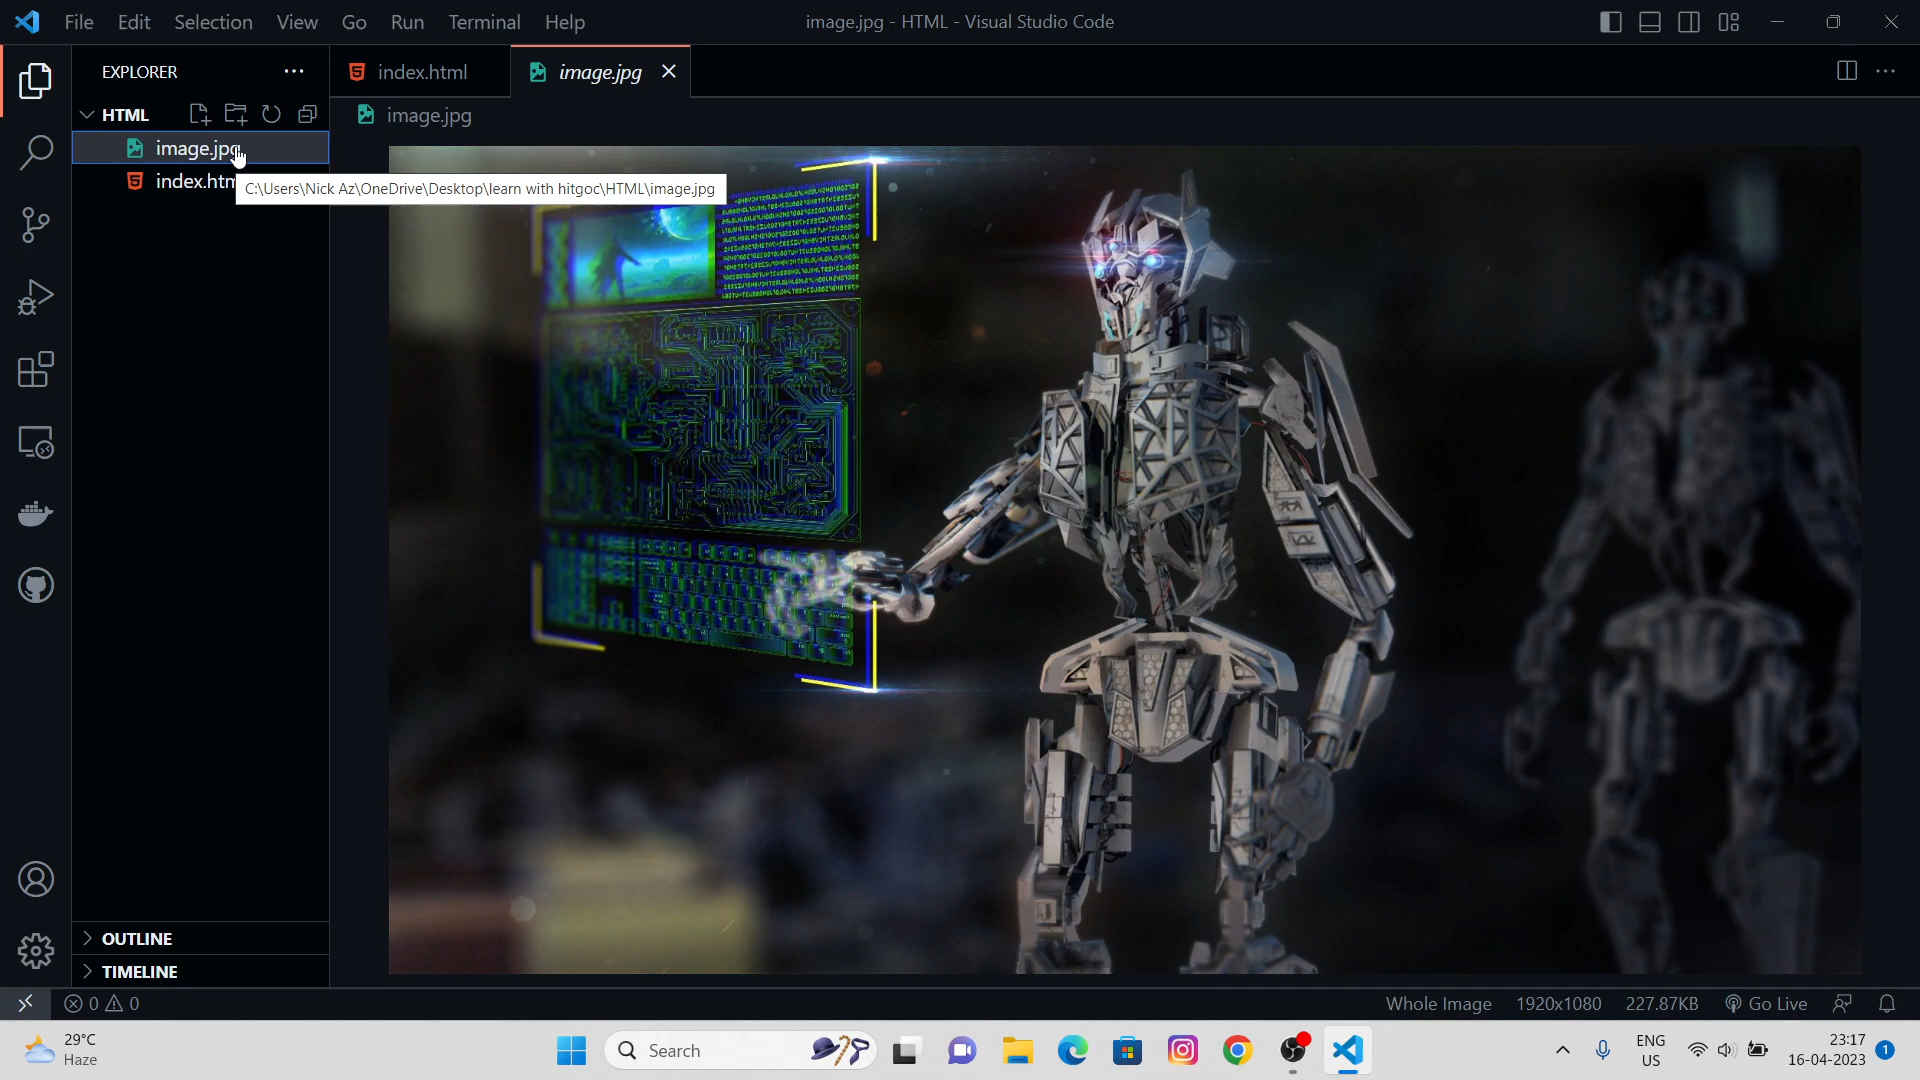 File Edit Selection View Go Run Terminal Help
image.jpg - HTML - Visual Studio Code
EXPLORER
index.html
image.jpg
HTML
image.jpg
image.jpg
C:\Users\Nick Az\OneDrive\Desktop\learn with hitgoc\HTML\image.jpg
OUTLINE
TIMELINE
0 0
Whole Image 1920x1080 227.87KB Go Live
29°C
Haze
Search
ENG
US
23:17
16-04-2023
1